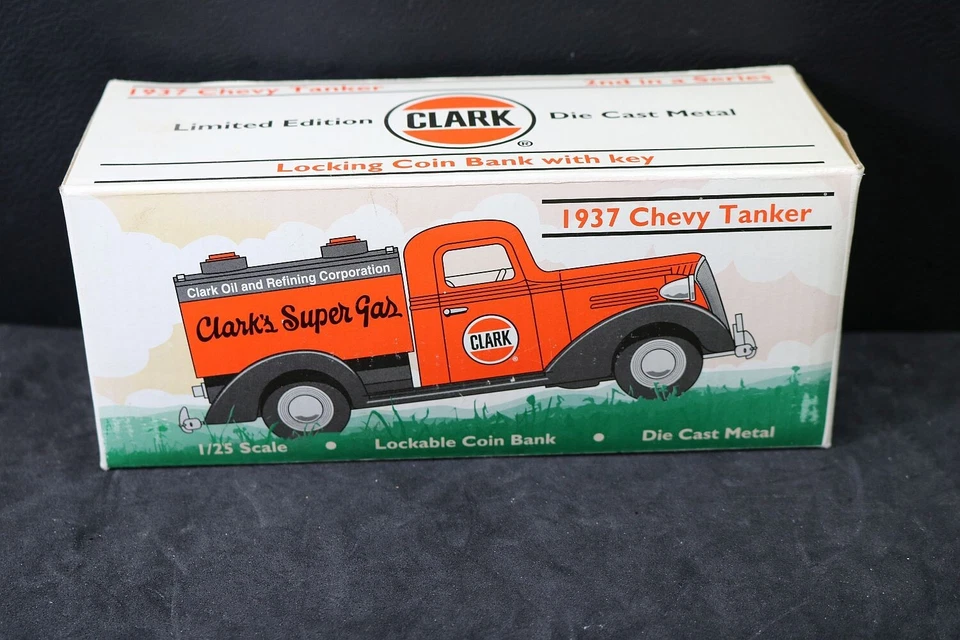 1937 Chevy Tanker
2nd in a Series
Limited Edition
CLARK
®
Die Cast Metal
Locking Coin Bank with key
1937 Chevy Tanker
Clark Oil and Refining Corporation
Clark's Super Gas
CLARK
®
1/25 Scale • Lockable Coin Bank • Die Cast Metal